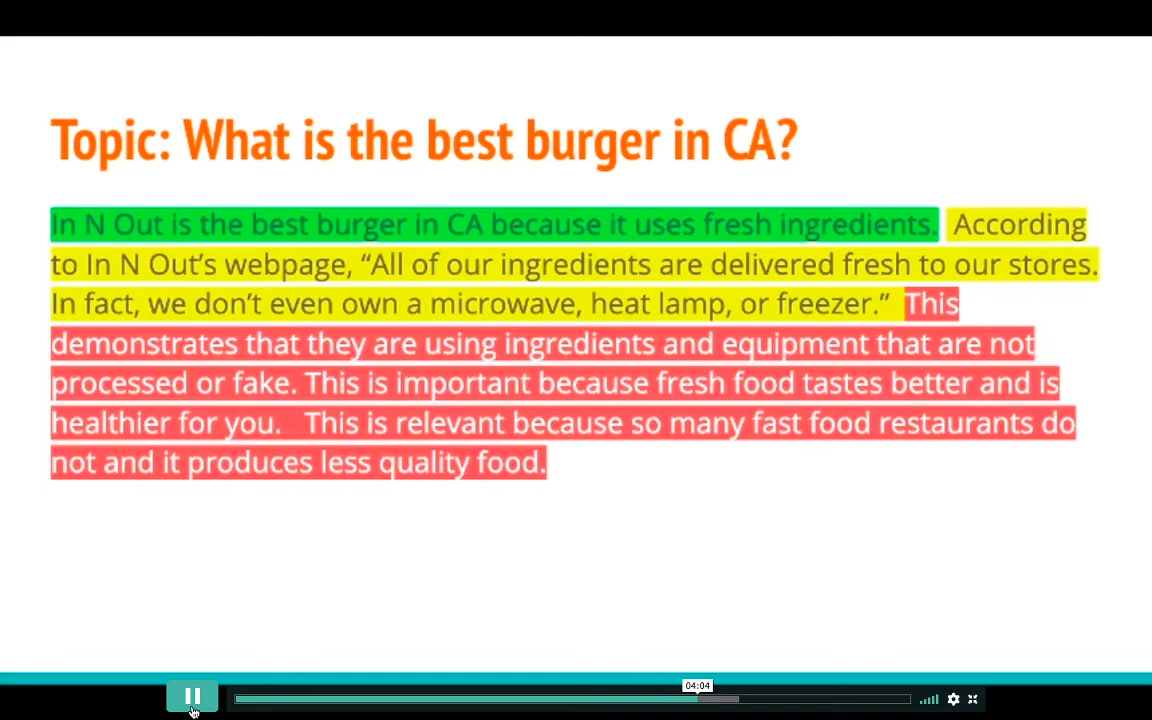 Topic: What is the best burger in CA?
In N Out is the best burger in CA because it uses fresh ingredients. According
to In N Out’s webpage, “All of our ingredients are delivered fresh to our stores.
In fact, we don’t even own a microwave, heat lamp, or freezer.” This
demonstrates that they are using ingredients and equipment that are not
processed or fake. This is important because fresh food tastes better and is
healthier for you. This is relevant because so many fast food restaurants do
not and it produces less quality food.
04:04